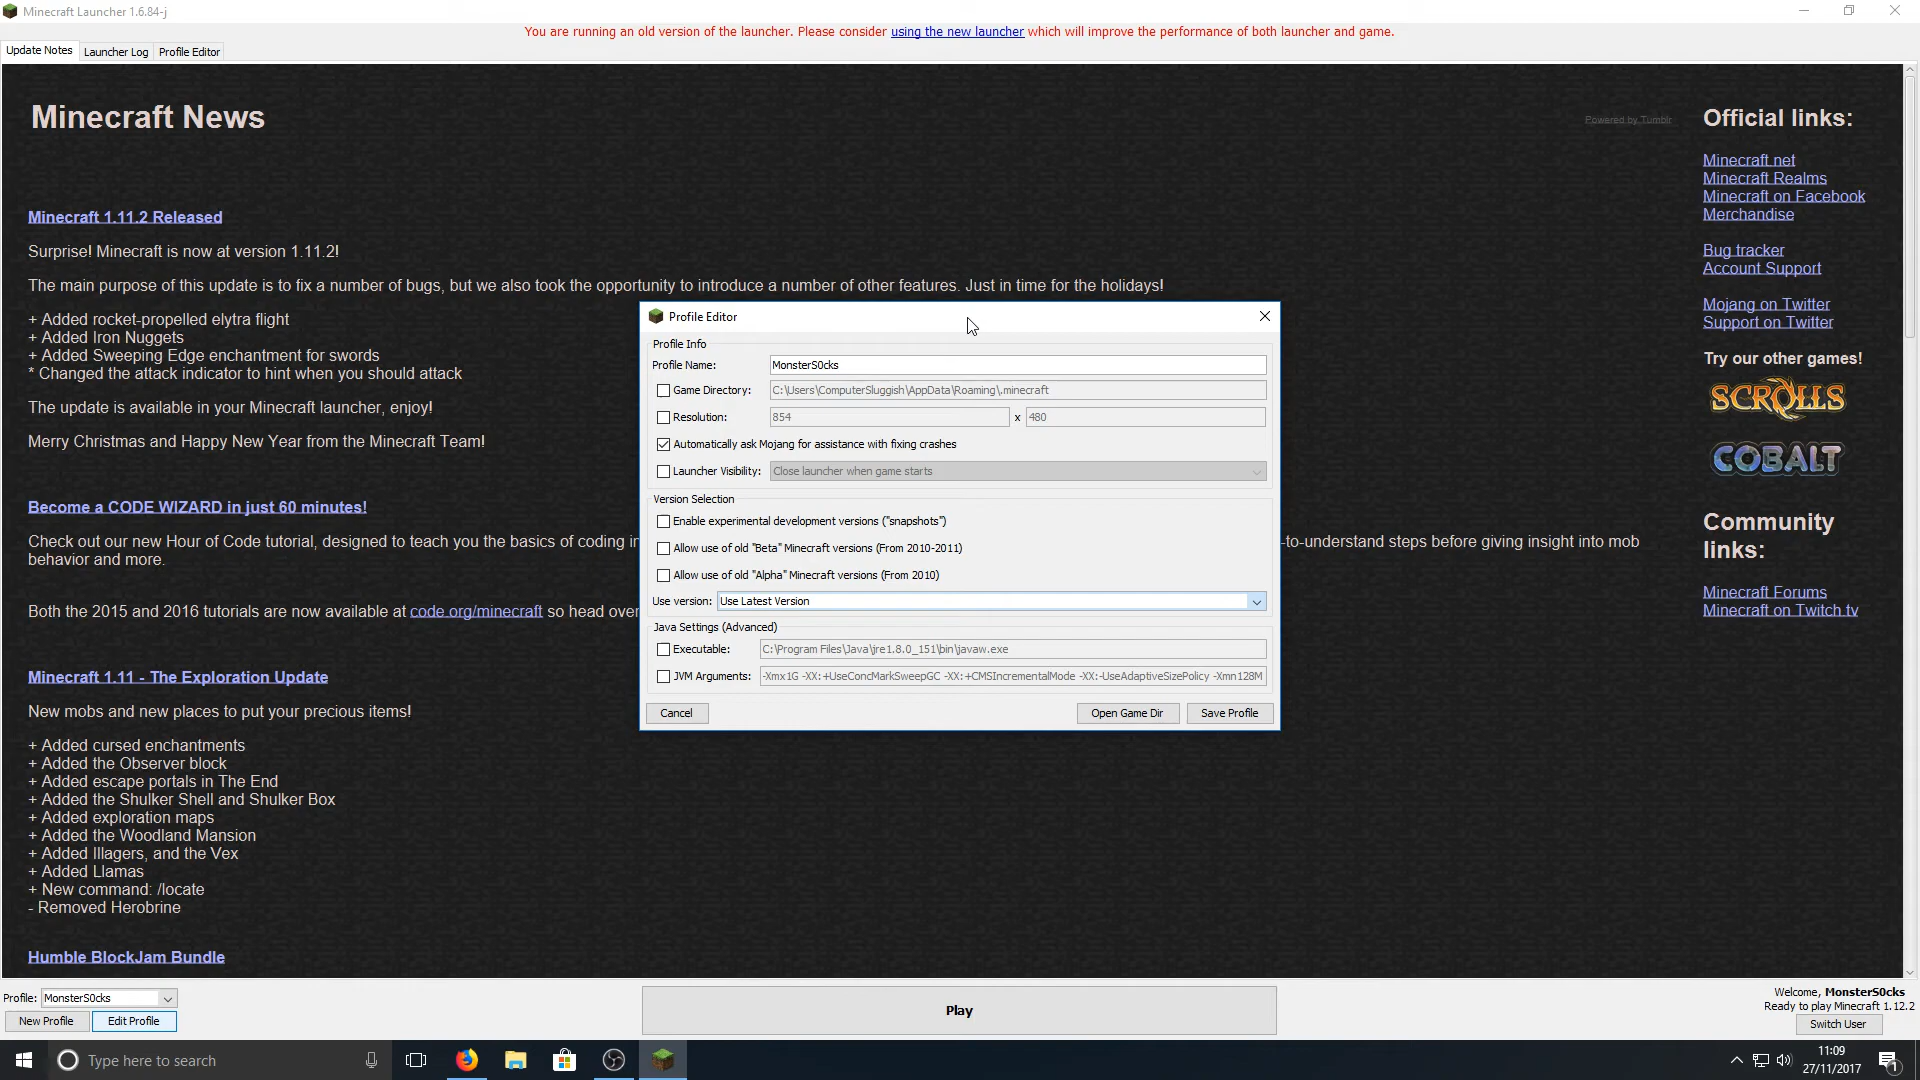 Minecraft Launcher 1.6.84-j
You are running an old version of the launcher. Please consider using the new launcher which will improve the performance of both launcher and game.
Update Notes
Launcher Log
Profile Editor
Minecraft News
Powered by Tumblr
Minecraft 1.11.2 Released
Surprise! Minecraft is now at version 1.11.2!
The main purpose of this update is to fix a number of bugs, but we also took the opportunity to introduce a number of other features. Just in time for the holidays!
+ Added rocket-propelled elytra flight
+ Added Iron Nuggets
+ Added Sweeping Edge enchantment for swords
* Changed the attack indicator to hint when you should attack
The update is available in your Minecraft launcher, enjoy!
Merry Christmas and Happy New Year from the Minecraft Team!
Become a CODE WIZARD in just 60 minutes!
Check out our new Hour of Code tutorial, designed to teach you the basics of coding in
-to-understand steps before giving insight into mob
behavior and more.
Both the 2015 and 2016 tutorials are now available at code.org/minecraft so head over
Minecraft 1.11 - The Exploration Update
New mobs and new places to put your precious items!
+ Added cursed enchantments
+ Added the Observer block
+ Added escape portals in The End
+ Added the Shulker Shell and Shulker Box
+ Added exploration maps
+ Added the Woodland Mansion
+ Added Illagers, and the Vex
+ Added Llamas
+ New command: /locate
- Removed Herobrine
Humble BlockJam Bundle
Official links:
Minecraft.net
Minecraft Realms
Minecraft on Facebook
Merchandise
Bug tracker
Account Support
Mojang on Twitter
Support on Twitter
Try our other games!
SCROLLS
COBALT
Community
links:
Minecraft Forums
Minecraft on Twitch.tv
Profile Editor
Profile Info
Profile Name: MonsterS0cks
Game Directory: C:\Users\ComputerSluggish\AppData\Roaming\.minecraft
Resolution: 854 x 480
Automatically ask Mojang for assistance with fixing crashes
Launcher Visibility: Close launcher when game starts
Version Selection
Enable experimental development versions ("snapshots")
Allow use of old "Beta" Minecraft versions (From 2010-2011)
Allow use of old "Alpha" Minecraft versions (From 2010)
Use version: Use Latest Version
Java Settings (Advanced)
Executable: C:\Program Files\Java\jre1.8.0_151\bin\javaw.exe
JVM Arguments: -Xmx1G -XX:+UseConcMarkSweepGC -XX:+CMSIncrementalMode -XX:-UseAdaptiveSizePolicy -Xmn128M
Cancel
Open Game Dir
Save Profile
Profile: MonsterS0cks
New Profile
Edit Profile
Play
Welcome, MonsterS0cks
Ready to play Minecraft 1.12.2
Switch User
Type here to search
11:09
27/11/2017
1